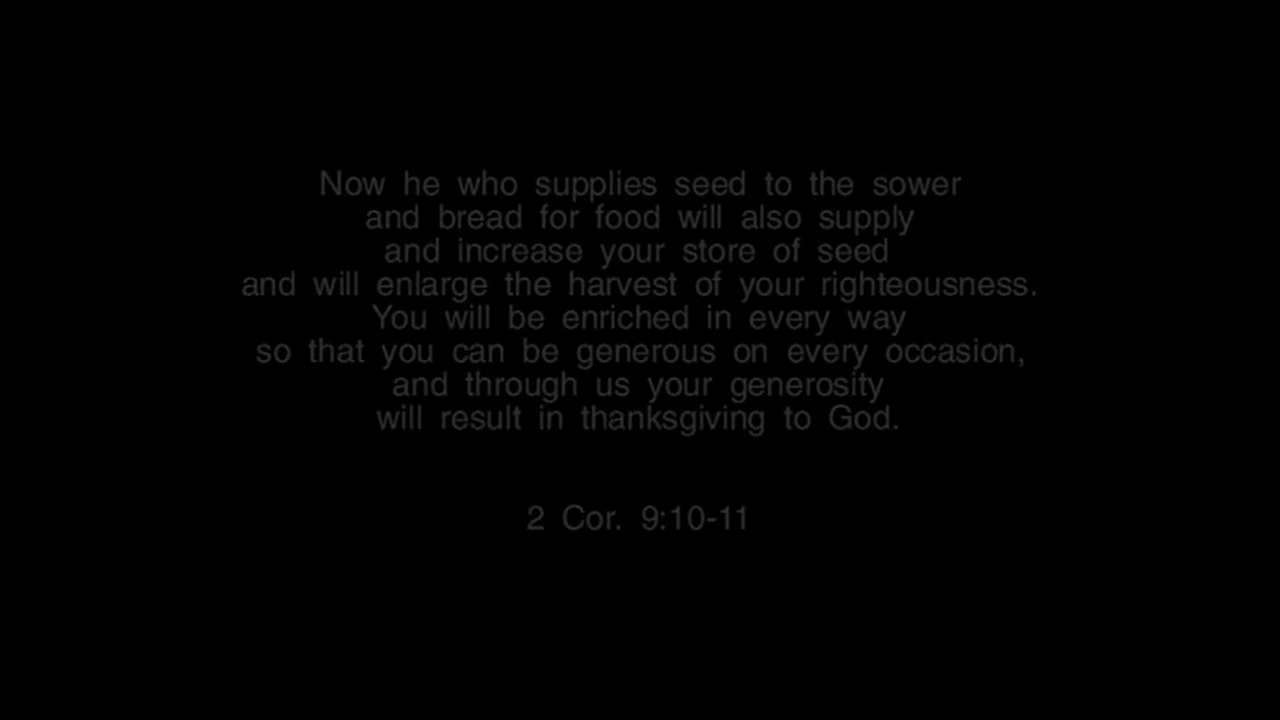 Now he who supplies seed to the sower
and bread for food will also supply
and increase your store of seed
and will enlarge the harvest of your righteousness.
You will be enriched in every way
so that you can be generous on every occasion,
and through us your generosity
will result in thanksgiving to God.
2 Cor. 9:10-11